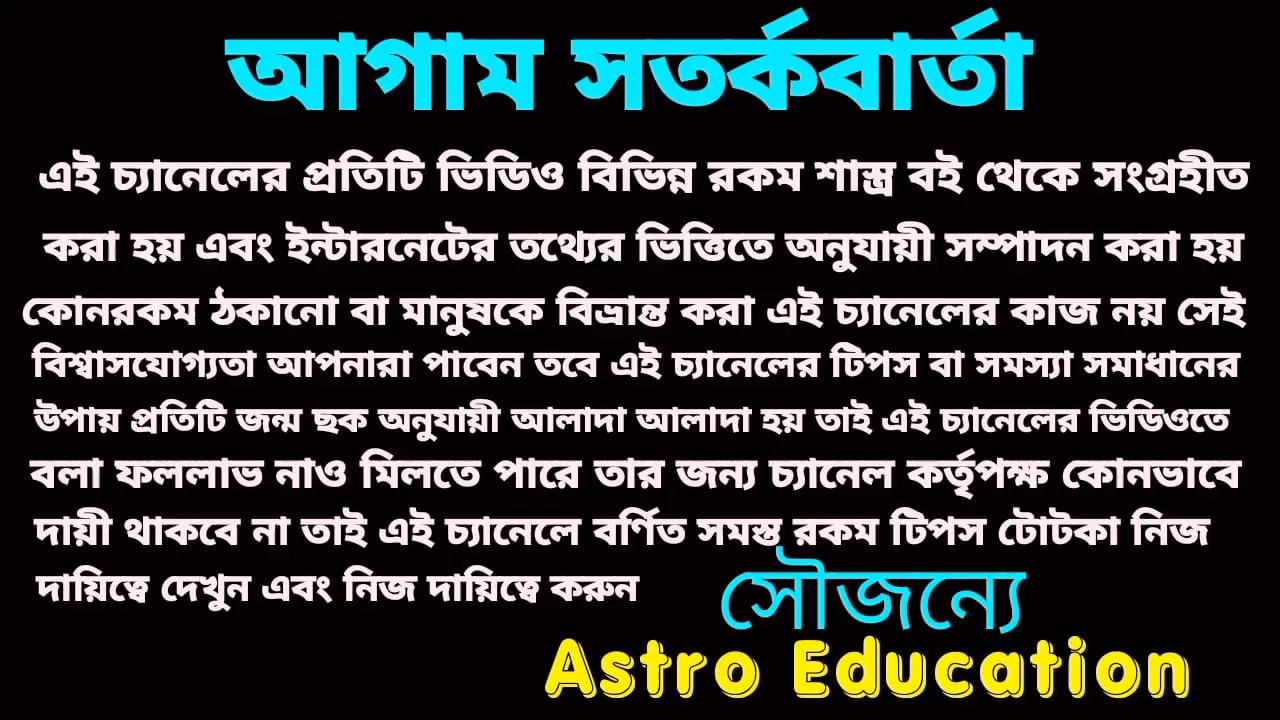 আগাম সতর্কবার্তা
এই চ্যানেলের প্রতিটি ভিডিও বিভিন্ন রকম শাস্ত্র বই থেকে সংগ্রহীত
করা হয় এবং ইন্টারনেটের তথ্যের ভিত্তিতে অনুযায়ী সম্পাদন করা হয়
কোনরকম ঠকানো বা মানুষকে বিভ্রান্ত করা এই চ্যানেলের কাজ নয় সেই
বিশ্বাসযোগ্যতা আপনারা পাবেন তবে এই চ্যানেলের টিপস বা সমস্যা সমাধানের
উপায় প্রতিটি জন্ম ছক অনুযায়ী আলাদা আলাদা হয় তাই এই চ্যানেলের ভিডিওতে
বলা ফললাভ নাও মিলতে পারে তার জন্য চ্যানেল কর্তৃপক্ষ কোনভাবে
দায়ী থাকবে না তাই এই চ্যানেলে বর্ণিত সমস্ত রকম টিপস টোটকা নিজ
দায়িত্বে দেখুন এবং নিজ দায়িত্বে করুন
সৌজন্যে
Astro Education